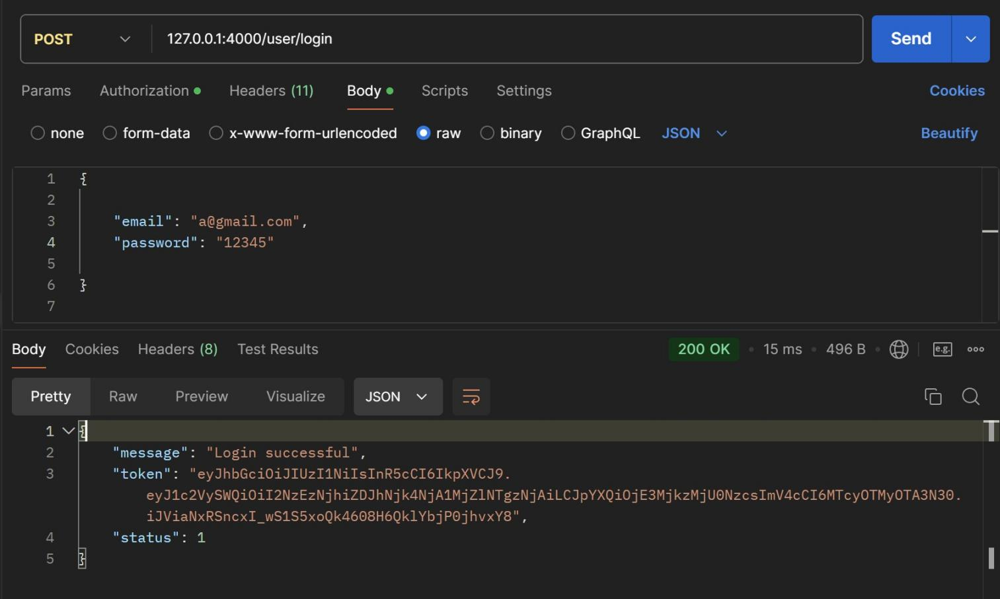 POST 127.0.0.1:4000/user/login Send
Params Authorization Headers (11) Body Scripts Settings Cookies
none form-data x-www-form-urlencoded raw binary GraphQL JSON Beautify
1 {
2
3 "email": "a@gmail.com",
4 "password": "12345"
5
6 }
7
Body Cookies Headers (8) Test Results 200 OK • 15 ms • 496 B • e.g.
Pretty Raw Preview Visualize JSON
1 {
2 "message": "Login successful",
3 "token": "eyJhbGciOiJIUzI1NiIsInR5cCI6IkpXVCJ9.
eyJ1c2VySWQiOiI2NzEzNjhiZDJhNjk4NjA1MjZlNTgzNjAiLCJpYXQiOjE3MjkzMjU0NzcsImV4cCI6MTcyOTMyOTA3N30.
iJViaNxRSncxI_wS1S5xoQk4608H6QklYbjP0jhvxY8",
4 "status": 1
5 }